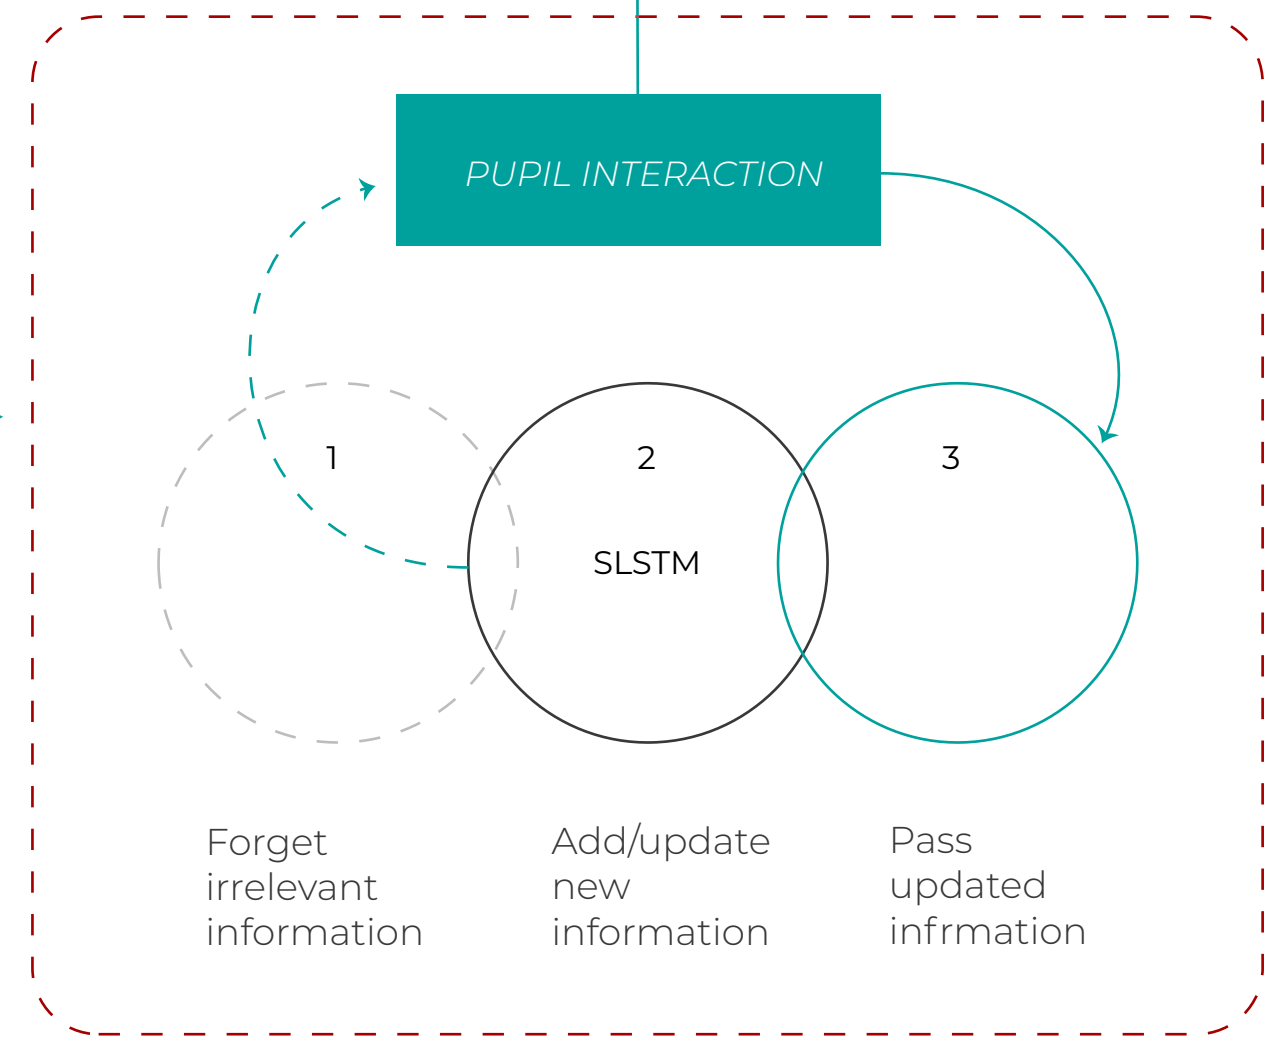 PUPIL INTERACTION
1
2
3
SLSTM
Forget
irrelevant
information
Add/update
new
information
Pass
updated
infrmation